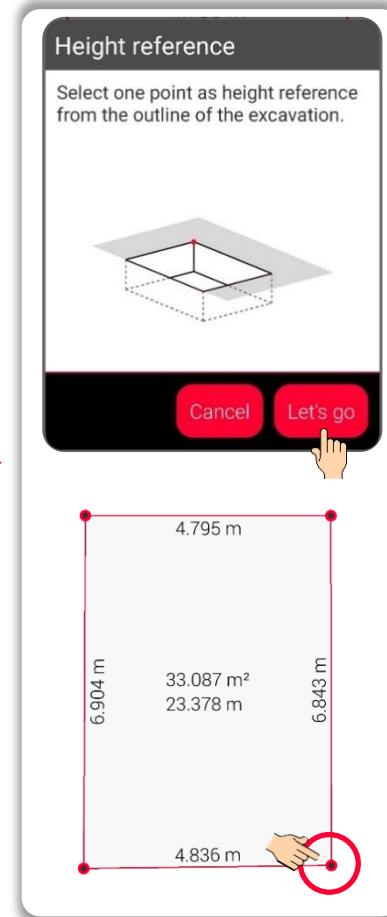 Height reference
Select one point as height reference
from the outline of the excavation.
Cancel
Let's go
4.795 m
6.904 m
33.087 m²
23.378 m
6.843 m
4.836 m